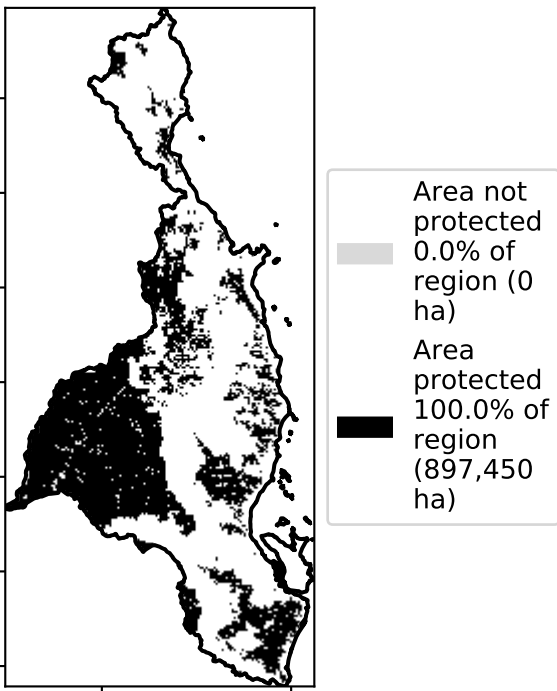 Area not
protected
0.0% of
region (0
ha)
Area
protected
100.0% of
region
(897,450
ha)